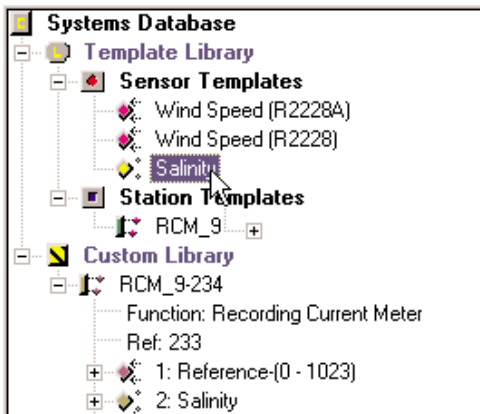 Systems Database
Template Library
Sensor Templates
Wind Speed (R2228A)
Wind Speed (R2228)
Salinity
Station Templates
RCM_9
Custom Library
RCM_9-234
Function: Recording Current Meter
Ref: 233
1: Reference-(0 - 1023)
2: Salinity